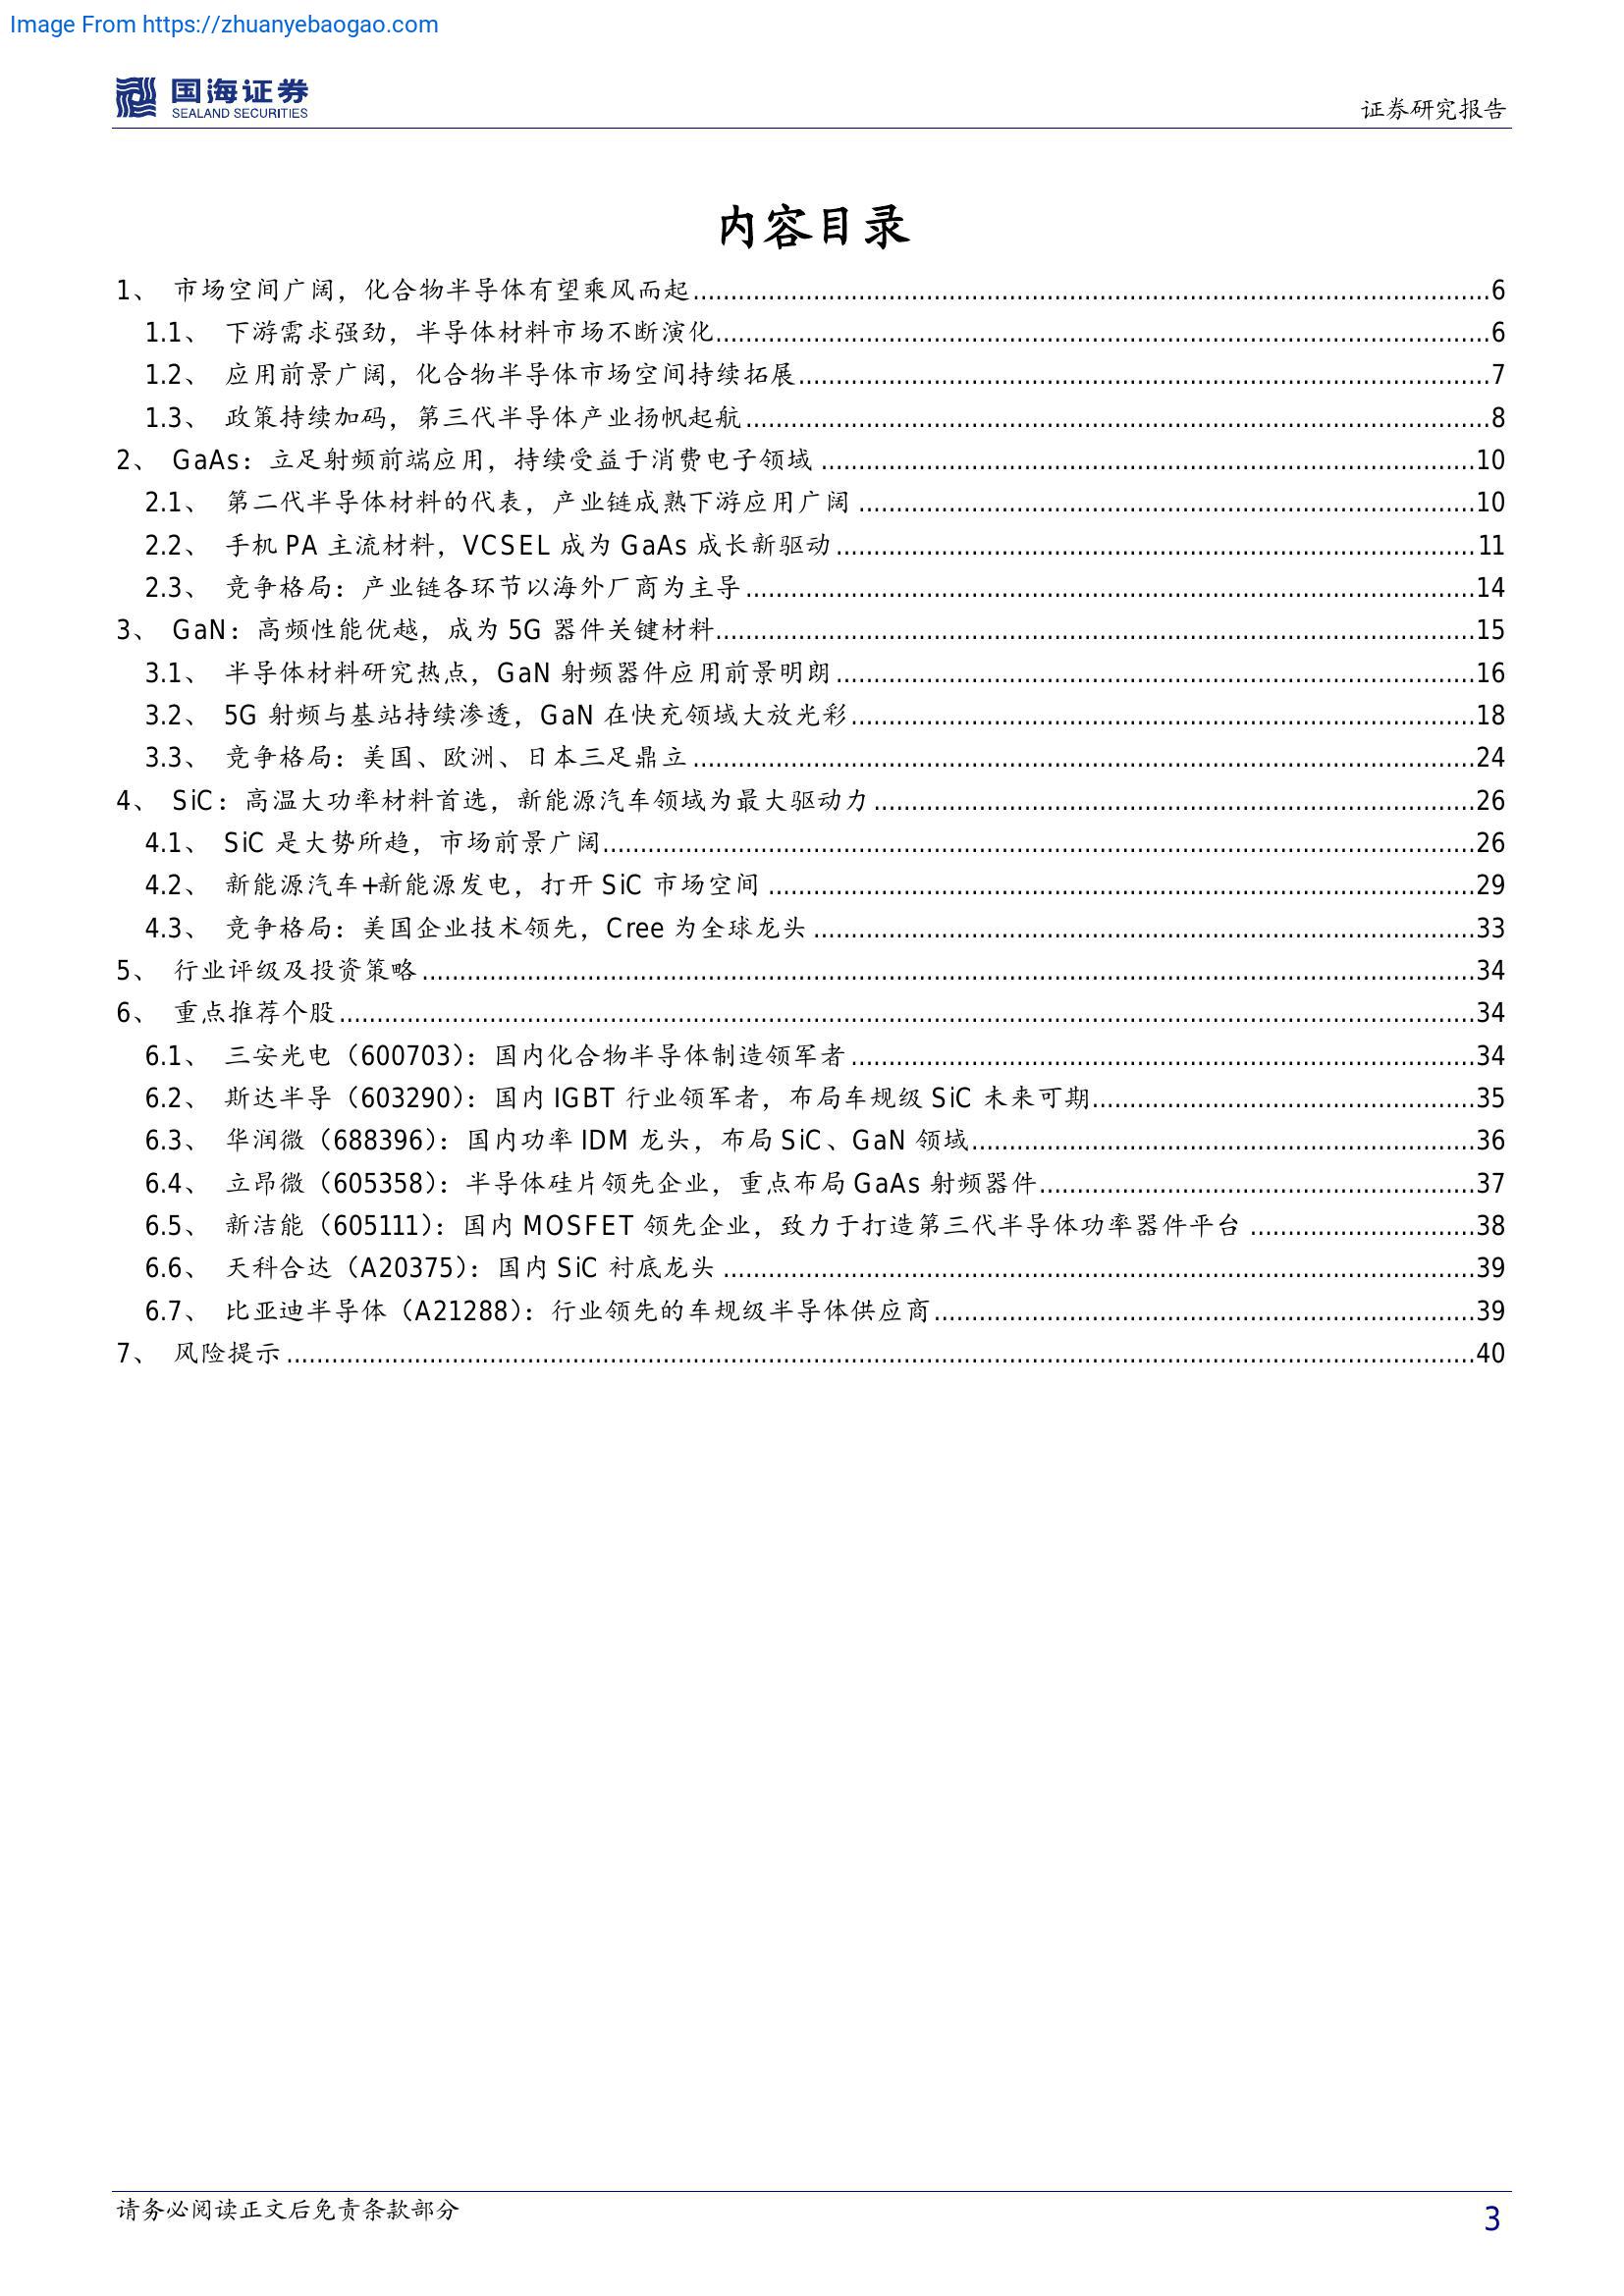 Image From https://zhuanyebaogao.com
国海证券
SEALAND SECURITIES
证券研究报告
内容目录
1、 市场空间广阔，化合物半导体有望乘风而起......6
1.1、 下游需求强劲，半导体材料市场不断演化......6
1.2、 应用前景广阔，化合物半导体市场空间持续拓展......7
1.3、 政策持续加码，第三代半导体产业扬帆起航......8
2、 GaAs：立足射频前端应用，持续受益于消费电子领域......10
2.1、 第二代半导体材料的代表，产业链成熟下游应用广阔......10
2.2、 手机 PA 主流材料，VCSEL 成为 GaAs 成长新驱动......11
2.3、 竞争格局：产业链各环节以海外厂商为主导......14
3、 GaN：高频性能优越，成为 5G 器件关键材料......15
3.1、 半导体材料研究热点，GaN 射频器件应用前景明朗......16
3.2、 5G 射频与基站持续渗透，GaN 在快充领域大放光彩......18
3.3、 竞争格局：美国、欧洲、日本三足鼎立......24
4、 SiC：高温大功率材料首选，新能源汽车领域为最大驱动力......26
4.1、 SiC 是大势所趋，市场前景广阔......26
4.2、 新能源汽车+新能源发电，打开 SiC 市场空间......29
4.3、 竞争格局：美国企业技术领先，Cree 为全球龙头......33
5、 行业评级及投资策略......34
6、 重点推荐个股......34
6.1、 三安光电（600703）：国内化合物半导体制造领军者......34
6.2、 斯达半导（603290）：国内 IGBT 行业领军者，布局车规级 SiC 未来可期......35
6.3、 华润微（688396）：国内功率 IDM 龙头，布局 SiC、GaN 领域......36
6.4、 立昂微（605358）：半导体硅片领先企业，重点布局 GaAs 射频器件......37
6.5、 新洁能（605111）：国内 MOSFET 领先企业，致力于打造第三代半导体功率器件平台......38
6.6、 天科合达（A20375）：国内 SiC 衬底龙头......39
6.7、 比亚迪半导体（A21288）：行业领先的车规级半导体供应商......39
7、 风险提示......40
请务必阅读正文后免责条款部分
3